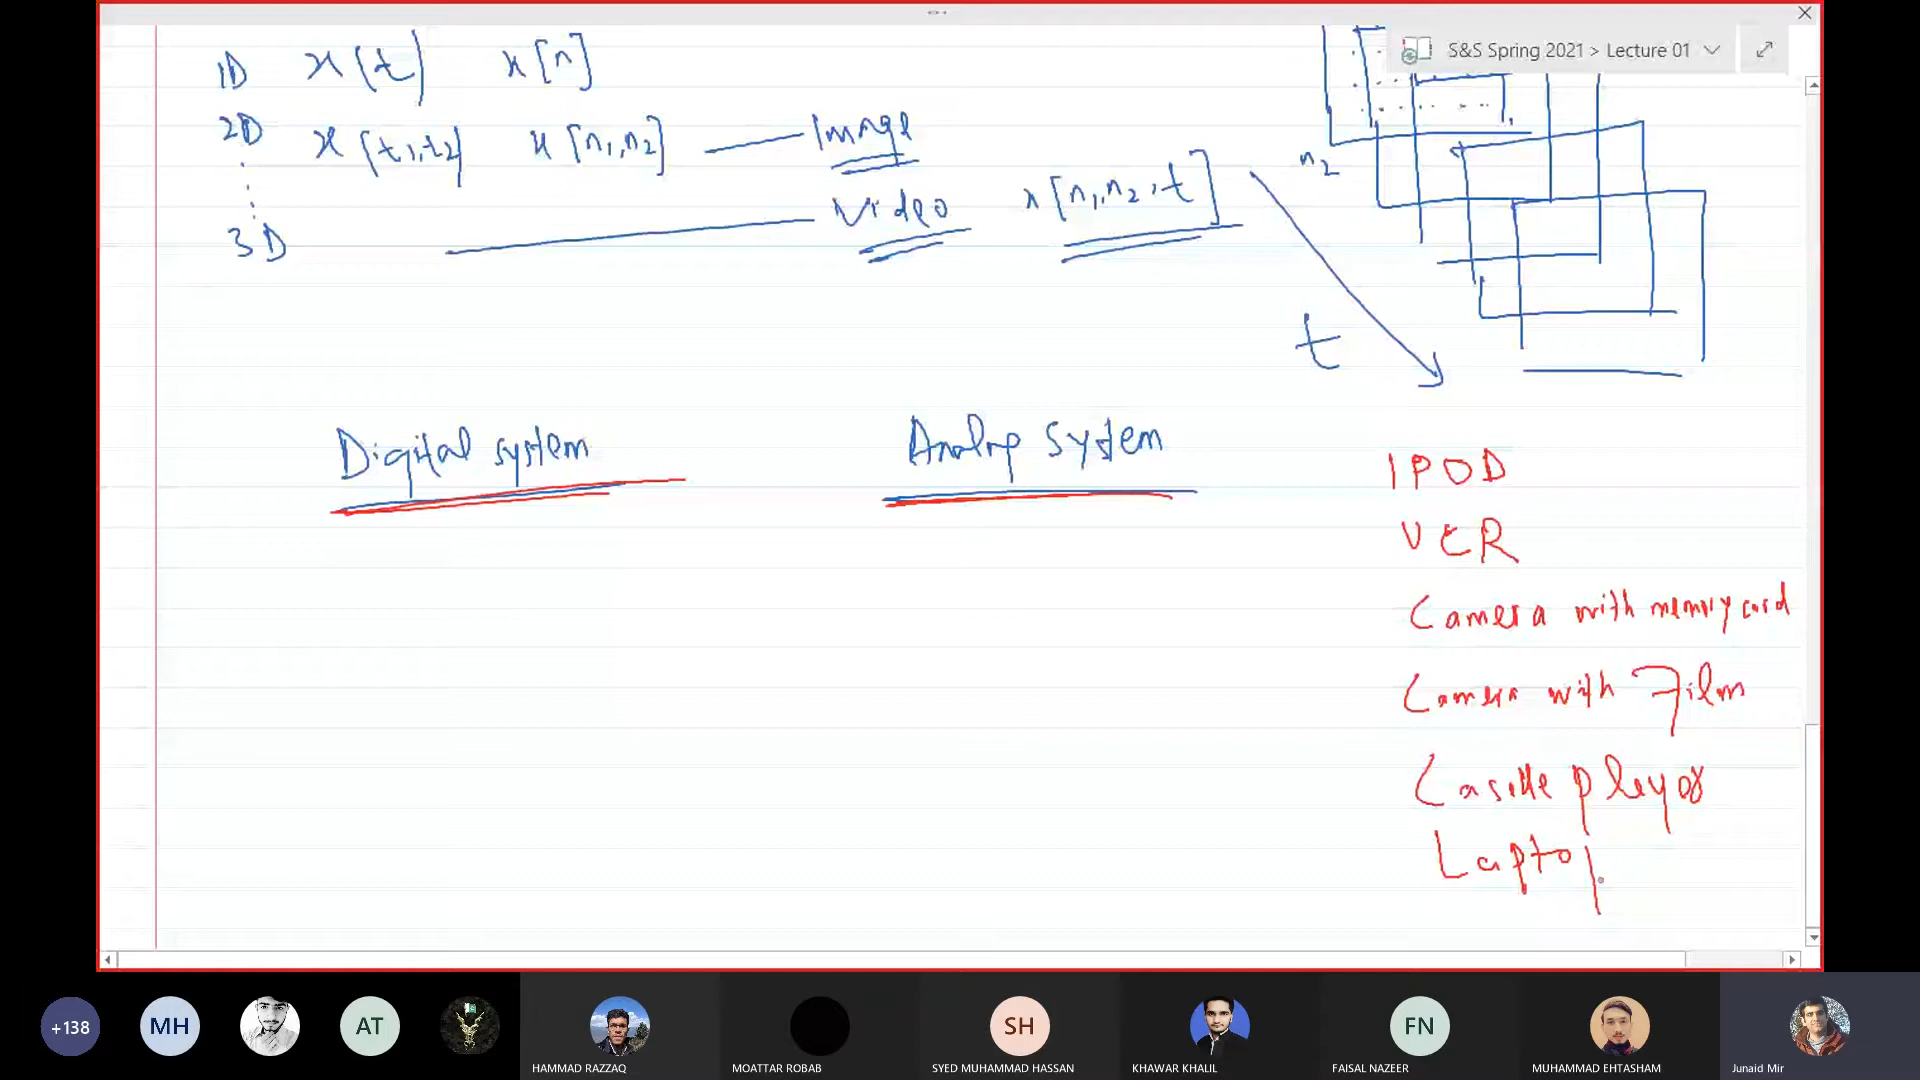 S&S Spring 2021 > Lecture 01
1D x(t) x[n]
2D x(t1,t2) x[n1,n2] Image
n2
3D Video x[n1,n2,t]
t
Digital system Analog System
IPOD
VCR
Camera with memory card
Camera with Film
Casette player
Laptop
+138 MH AT SH FN
HAMMAD RAZZAQ MOATTAR ROBAB SYED MUHAMMAD HASSAN KHAWAR KHALIL FAISAL NAZEER MUHAMMAD EHTASHAM Junaid Mir